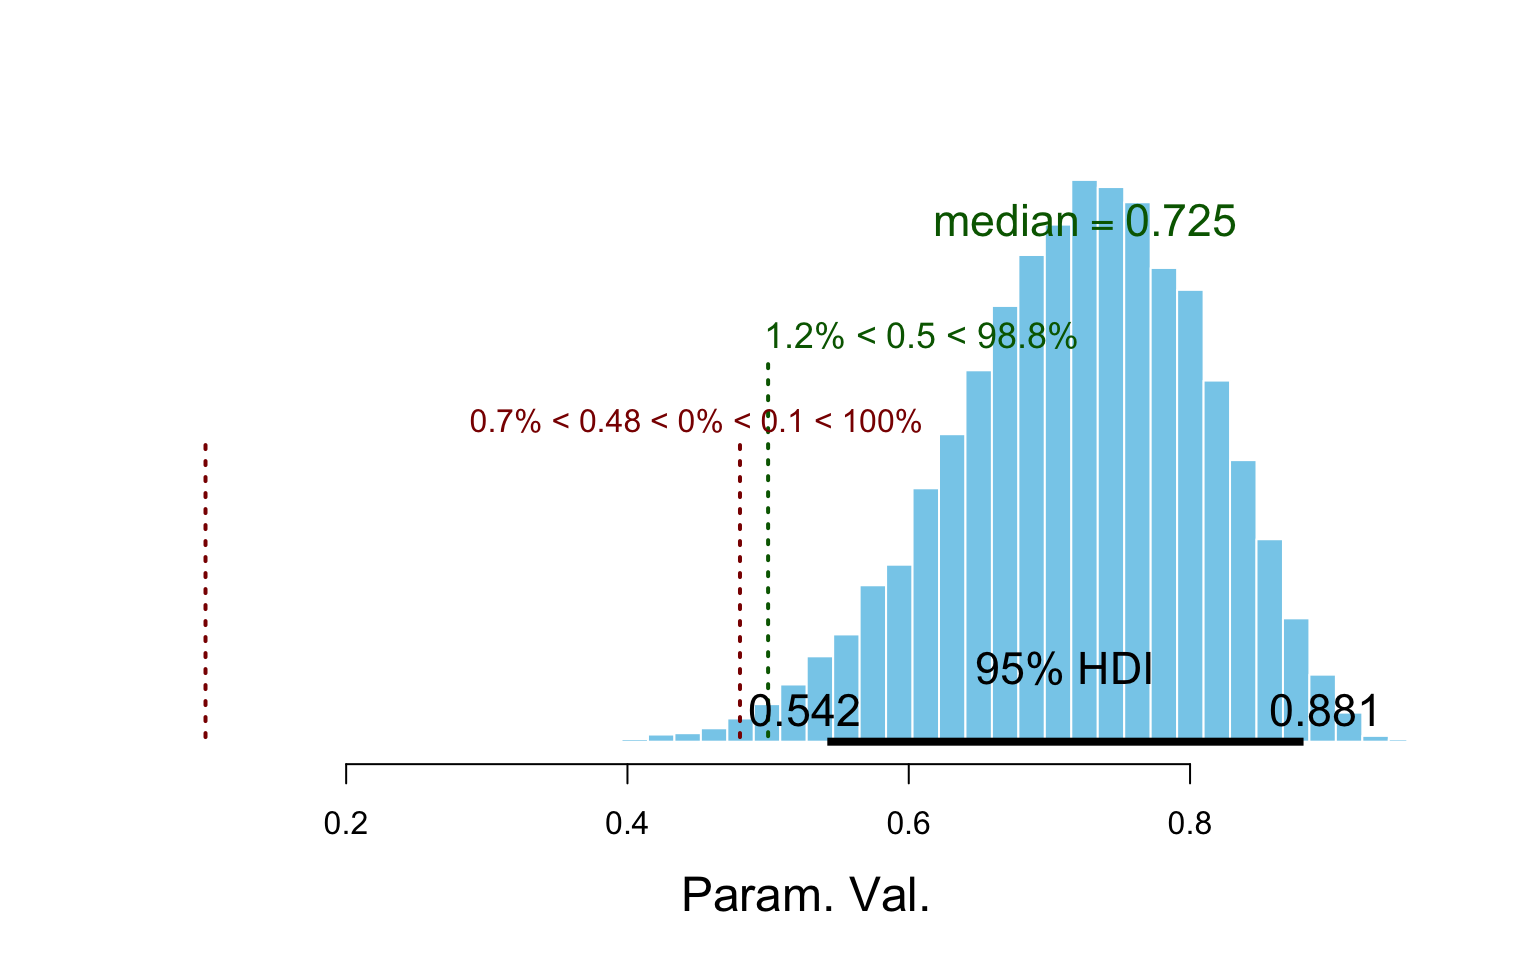 median = 0.725
1.2% < 0.5 < 98.8%
0.7% < 0.48 < 0% < 0.1 < 100%
95% HDI
0.542 0.881
0.2 0.4 0.6 0.8
Param. Val.